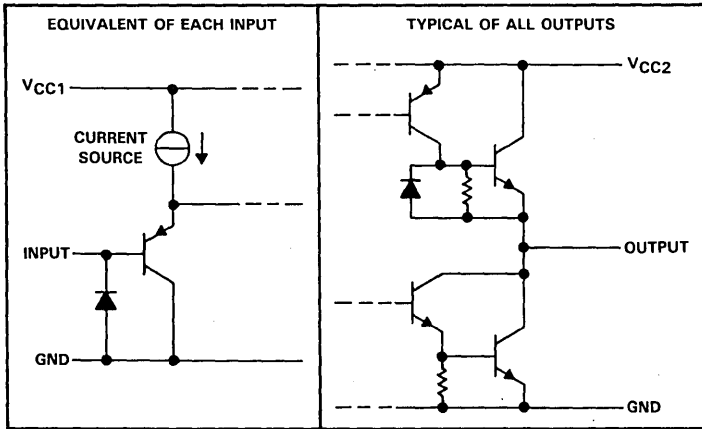 EQUIVALENT OF EACH INPUT
VCC1
CURRENT
SOURCE
INPUT
GND
TYPICAL OF ALL OUTPUTS
VCC2
OUTPUT
GND